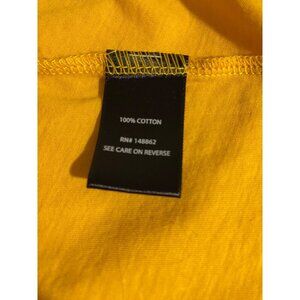 100% COTTON
RN# 148862
SEE CARE ON REVERSE